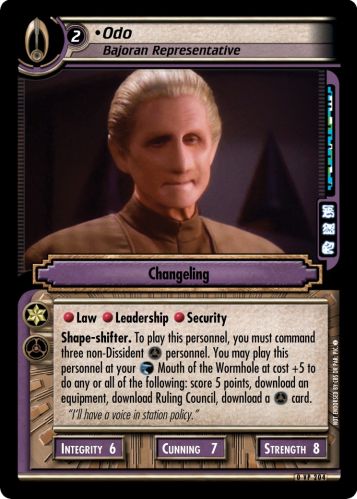 2
•Odo
Bajoran Representative
Changeling
Law Leadership Security
Shape-shifter. To play this personnel, you must command
three non-Dissident personnel. You may play this
personnel at your Mouth of the Wormhole at cost +5 to
do any or all of the following: score 5 points, download an
equipment, download Ruling Council, download a card.
"I'll have a voice in station policy."
INTEGRITY 6 CUNNING 7 STRENGTH 8
0 VP 204